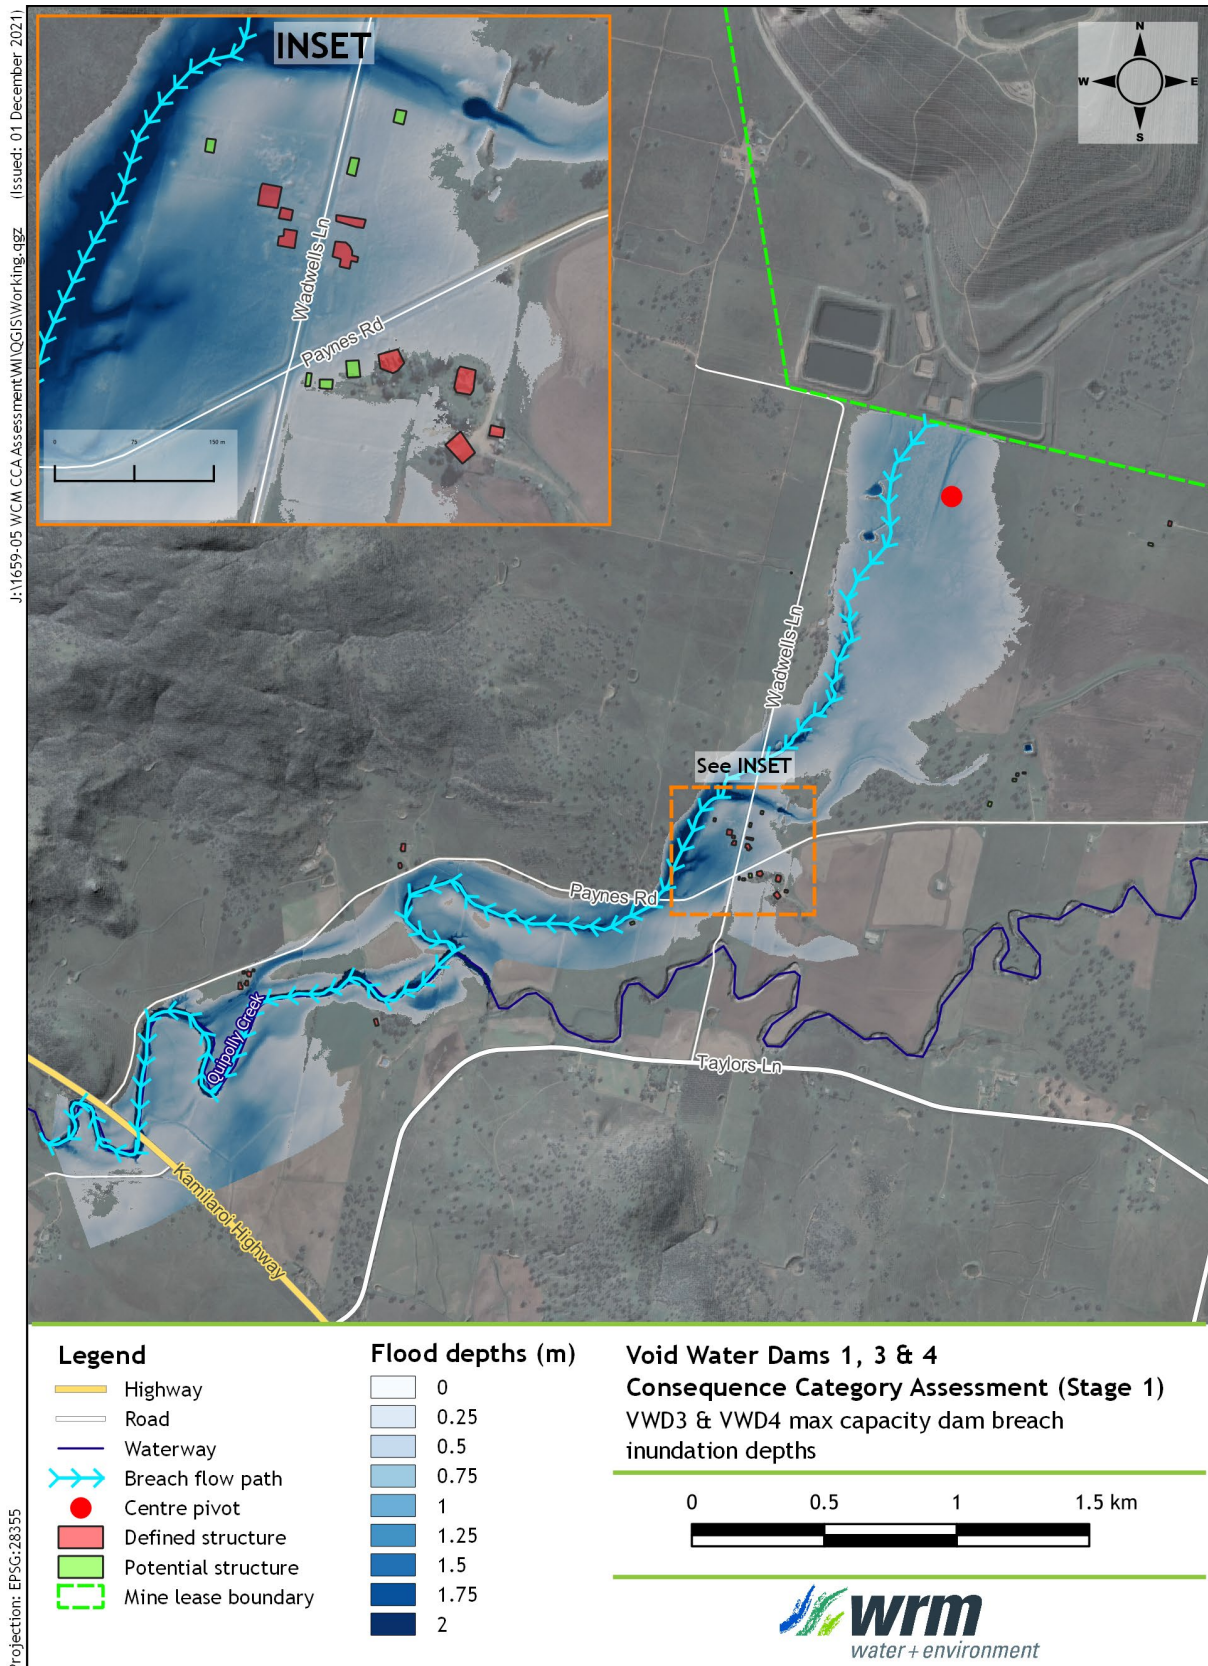 J:\1659-05 WCM CCA Assessment\WI\QGIS\Working.qgz (Issued: 01 December 2021)
Projection: EPSG:28355
INSET
Wadwells Ln
Paynes Rd
0 75 150 m
N
W E
S
Wadwells Ln
See INSET
Paynes Rd
Quipolly Creek
Taylors Ln
Kamilaroi Highway
Legend
Highway
Road
Waterway
Breach flow path
Centre pivot
Defined structure
Potential structure
Mine lease boundary
Flood depths (m)
0
0.25
0.5
0.75
1
1.25
1.5
1.75
2
Void Water Dams 1, 3 & 4
Consequence Category Assessment (Stage 1)
VWD3 & VWD4 max capacity dam breach
inundation depths
0 0.5 1 1.5 km
wrm
water + environment